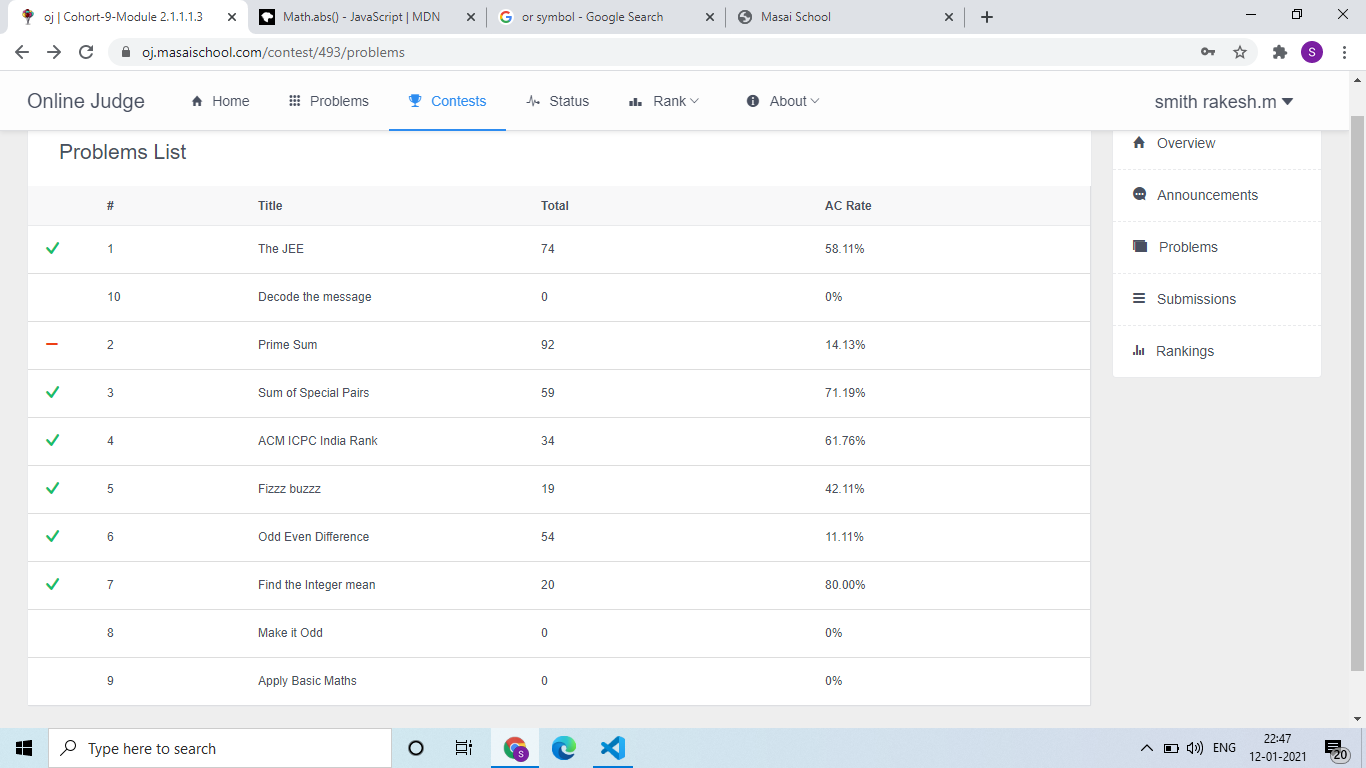 oj | Cohort-9-Module 2.1.1.1.3
Math.abs() - JavaScript | MDN
or symbol - Google Search
Masai School
oj.masaischool.com/contest/493/problems
S
Online Judge
Home
Problems
Contests
Status
Rank
About
smith rakesh.m
Problems List
# Title Total AC Rate
1 The JEE 74 58.11%
10 Decode the message 0 0%
2 Prime Sum 92 14.13%
3 Sum of Special Pairs 59 71.19%
4 ACM ICPC India Rank 34 61.76%
5 Fizzz buzzz 19 42.11%
6 Odd Even Difference 54 11.11%
7 Find the Integer mean 20 80.00%
8 Make it Odd 0 0%
9 Apply Basic Maths 0 0%
Overview
Announcements
Problems
Submissions
Rankings
Type here to search
S
ENG
22:47
12-01-2021
20